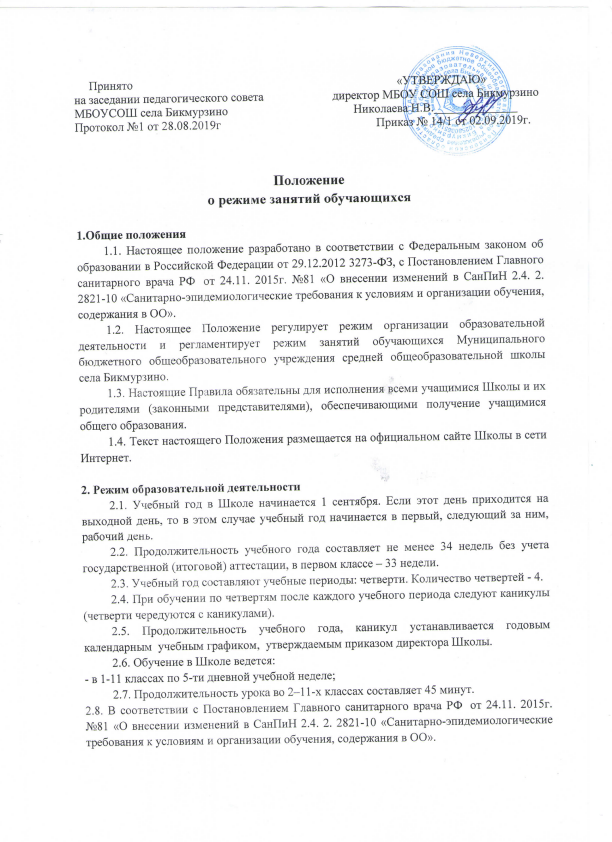 Принято
на заседании педагогического совета
МБОУСОШ села Бикмурзино
Протокол №1 от 28.08.2019г
«УТВЕРЖДАЮ»
директор МБОУ СОШ села Бикмурзино
Николаева Н.В.
Приказ № 14/1 от 02.09.2019г.
Положение
о режиме занятий обучающихся
1.Общие положения
1.1. Настоящее положение разработано в соответствии с Федеральным законом об
образовании в Российской Федерации от 29.12.2012 3273-ФЗ, с Постановлением Главного
санитарного врача РФ от 24.11. 2015г. №81 «О внесении изменений в СанПиН 2.4. 2.
2821-10 «Санитарно-эпидемиологические требования к условиям и организации обучения,
содержания в ОО».
1.2. Настоящее Положение регулирует режим организации образовательной
деятельности и регламентирует режим занятий обучающихся Муниципального
бюджетного общеобразовательного учреждения средней общеобразовательной школы
села Бикмурзино.
1.3. Настоящие Правила обязательны для исполнения всеми учащимися Школы и их
родителями (законными представителями), обеспечивающими получение учащимися
общего образования.
1.4. Текст настоящего Положения размещается на официальном сайте Школы в сети
Интернет.
2. Режим образовательной деятельности
2.1. Учебный год в Школе начинается 1 сентября. Если этот день приходится на
выходной день, то в этом случае учебный год начинается в первый, следующий за ним,
рабочий день.
2.2. Продолжительность учебного года составляет не менее 34 недель без учета
государственной (итоговой) аттестации, в первом классе – 33 недели.
2.3. Учебный год составляют учебные периоды: четверти. Количество четвертей - 4.
2.4. При обучении по четвертям после каждого учебного периода следуют каникулы
(четверти чередуются с каникулами).
2.5. Продолжительность учебного года, каникул устанавливается годовым
календарным учебным графиком, утверждаемым приказом директора Школы.
2.6. Обучение в Школе ведется:
- в 1-11 классах по 5-ти дневной учебной неделе;
2.7. Продолжительность урока во 2–11-х классах составляет 45 минут.
2.8. В соответствии с Постановлением Главного санитарного врача РФ от 24.11. 2015г.
№81 «О внесении изменений в СанПиН 2.4. 2. 2821-10 «Санитарно-эпидемиологические
требования к условиям и организации обучения, содержания в ОО».